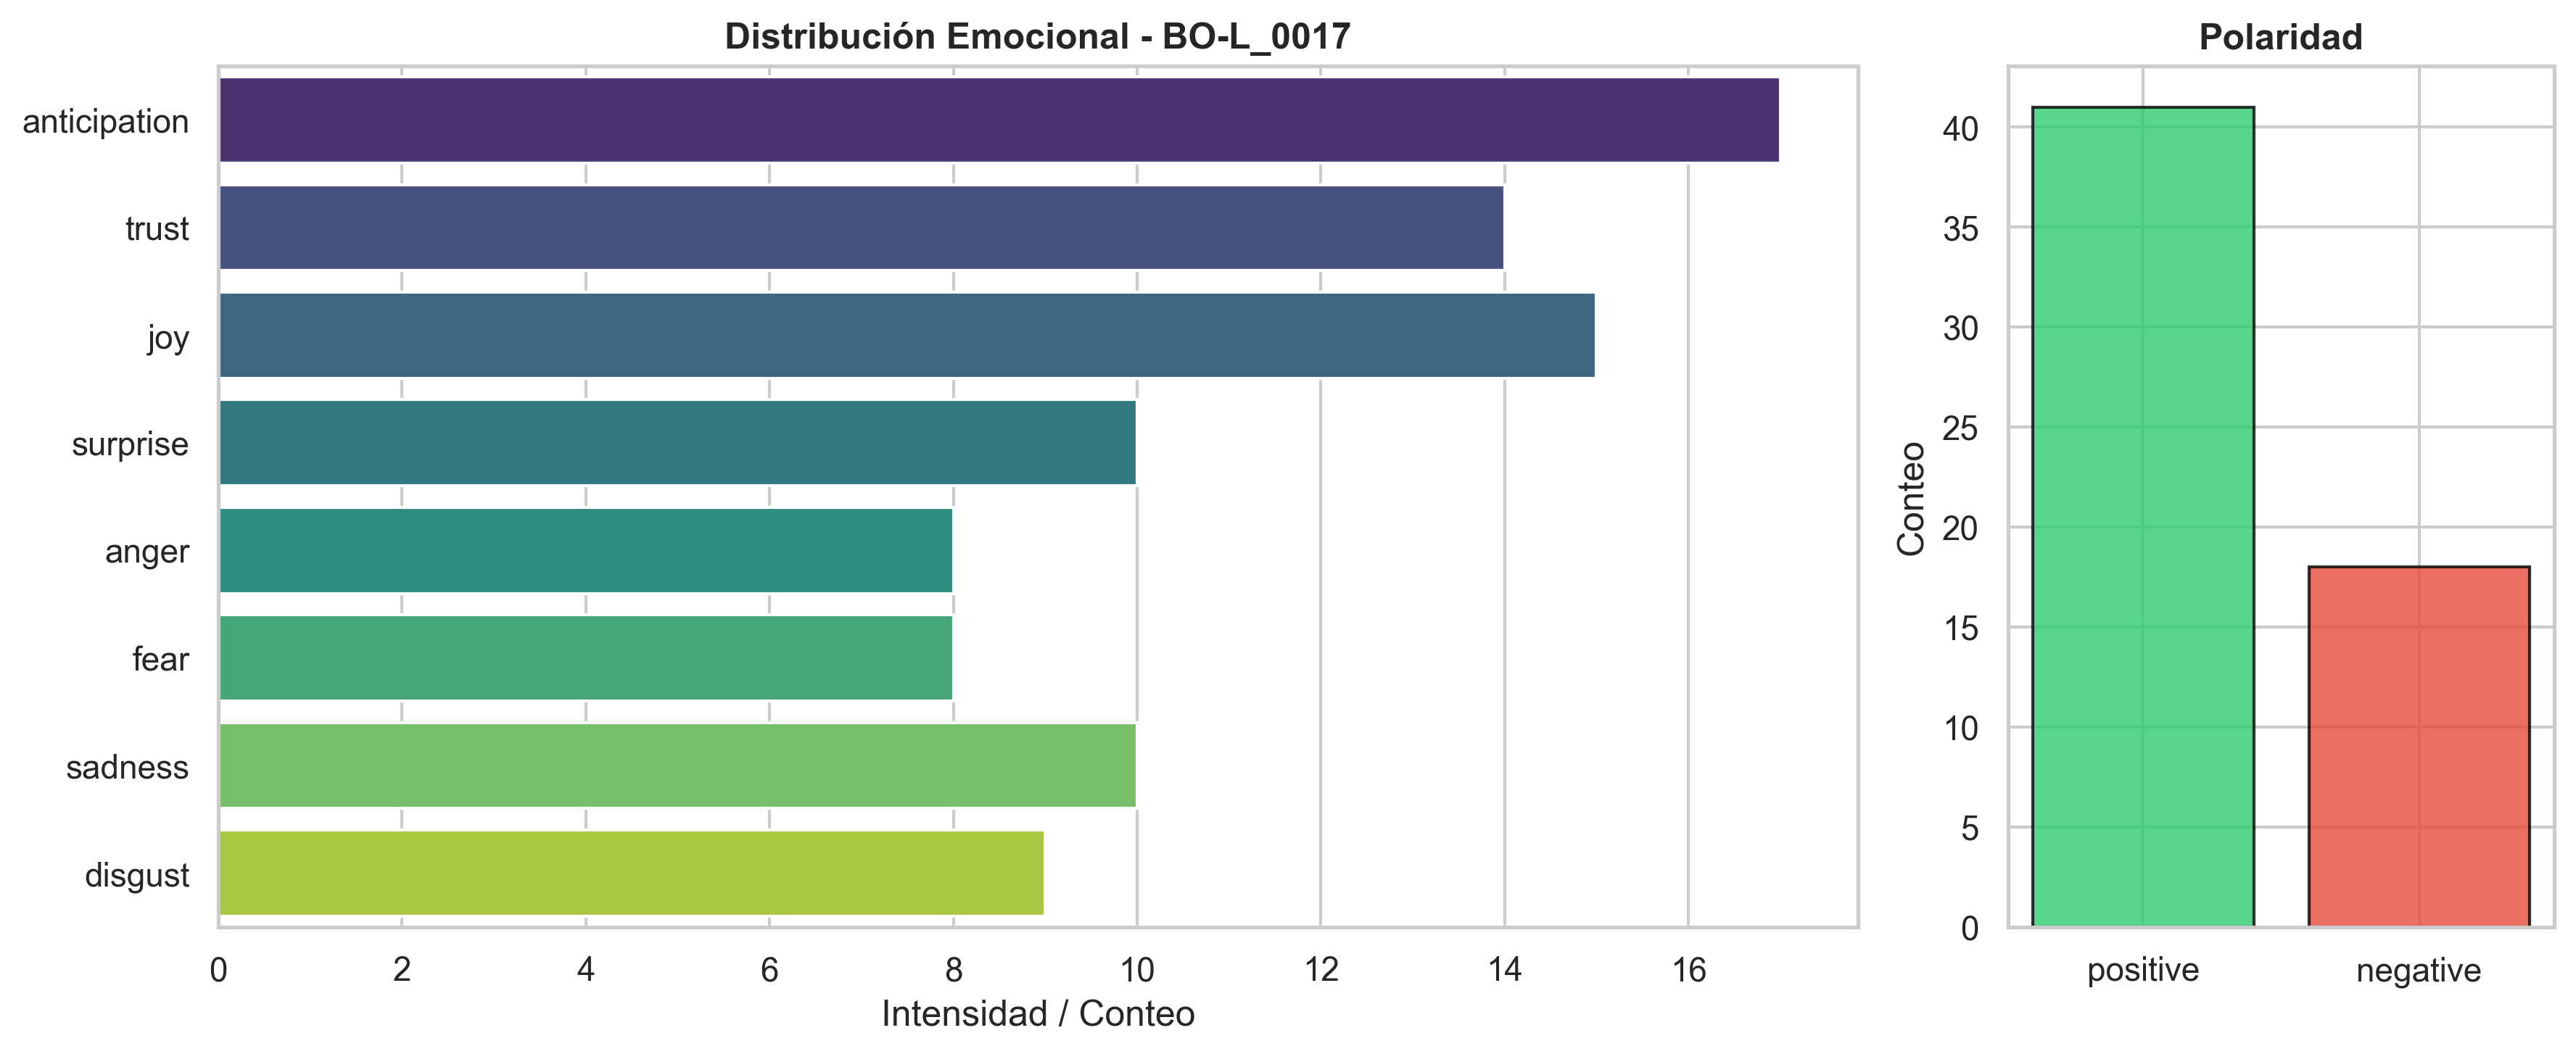 Distribución Emocional - BO-L_0017
anticipation
trust
joy
surprise
anger
fear
sadness
disgust
0 2 4 6 8 10 12 14 16
Intensidad / Conteo
Polaridad
Conteo
40
35
30
25
20
15
10
5
0
positive negative